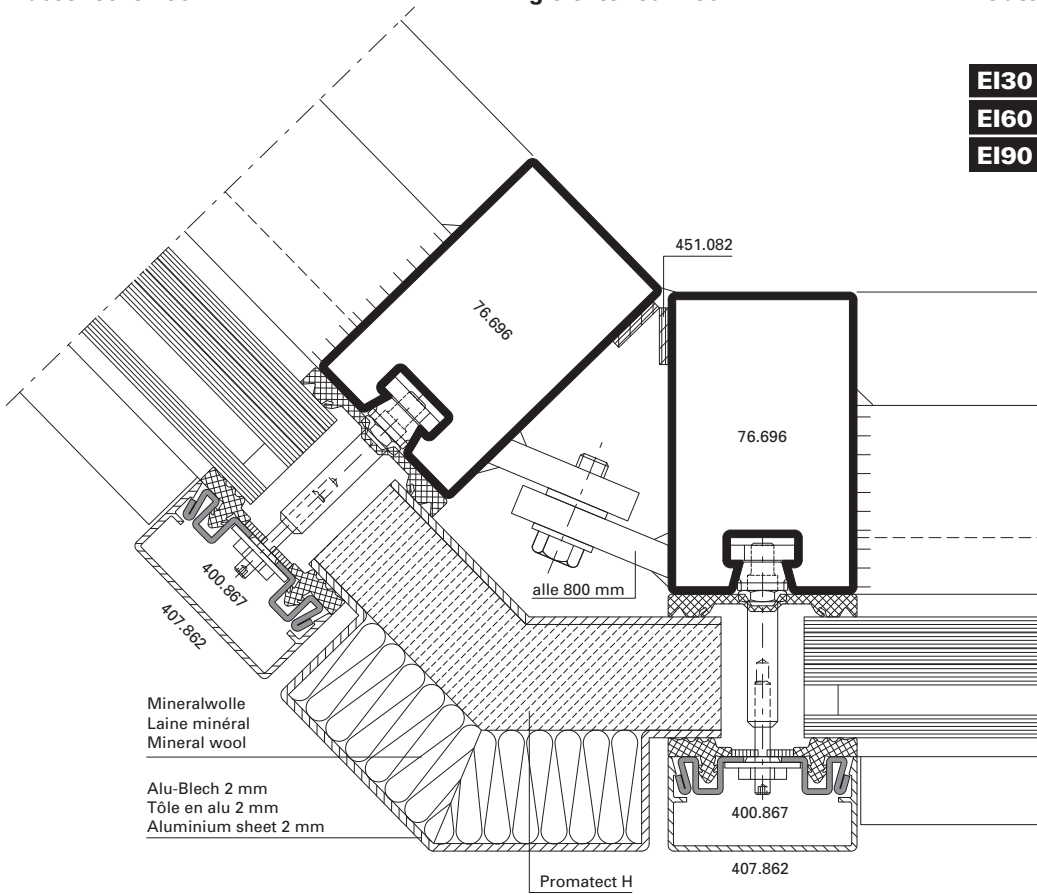 EI30
EI60
EI90
451.082
76.696
76.696
alle 800 mm
400.867
407.862
Mineralwolle
Laine minéral
Mineral wool
Alu-Blech 2 mm
Tôle en alu 2 mm
Aluminium sheet 2 mm
400.867
407.862
Promatect H